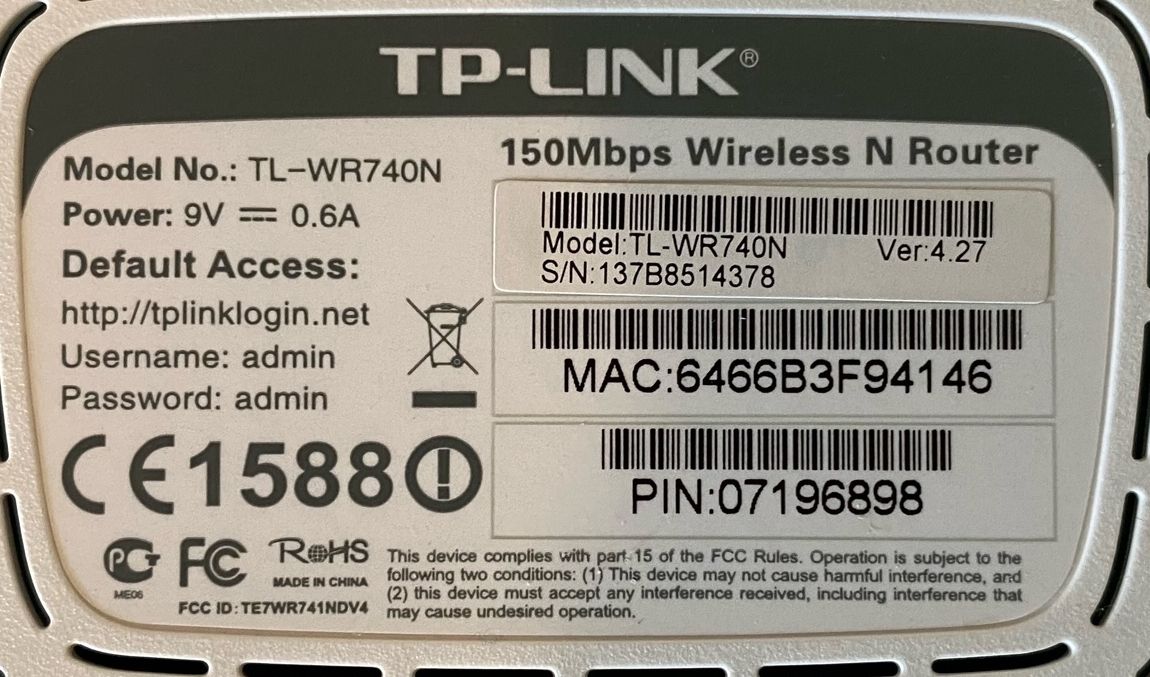 TP-LINK®
150Mbps Wireless N Router
Model No.: TL-WR740N
Power: 9V ⎓ 0.6A
Default Access:
http://tplinklogin.net
Username: admin
Password: admin
Model:TL-WR740N Ver:4.27
S/N:137B8514378
MAC:6466B3F94146
PIN:07196898
CE1588
PCT
ME06
FC
RoHS
MADE IN CHINA
FCC ID: TE7WR741NDV4
This device complies with part 15 of the FCC Rules. Operation is subject to the
following two conditions: (1) This device may not cause harmful interference, and
(2) this device must accept any interference received, including interference that
may cause undesired operation.